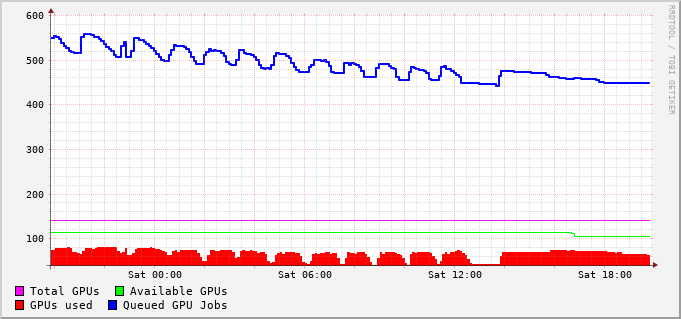 600
500
400
300
200
100
Sat 00:00 Sat 06:00 Sat 12:00 Sat 18:00
Total GPUs Available GPUs
GPUs used Queued GPU Jobs
RRDTOOL / TOBI OETIKER